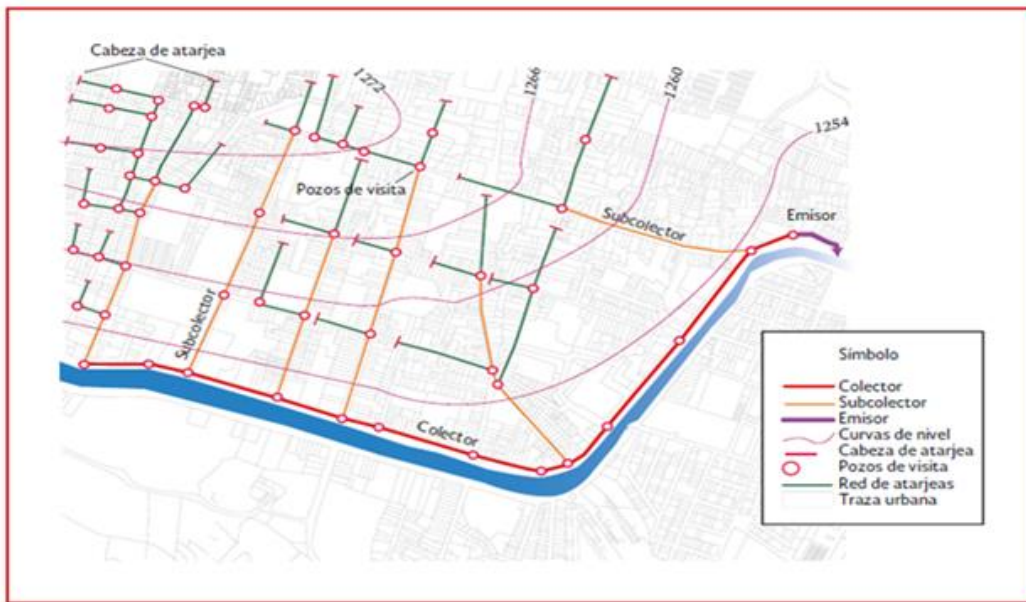 Cabeza de atarjea
1272
1266
1260
1254
Pozos de visita
Subcolector
Emisor
Subcolector
Colector
Símbolo
Colector
Subcolector
Emisor
Curvas de nivel
Cabeza de atarjea
Pozos de visita
Red de atarjeas
Traza urbana